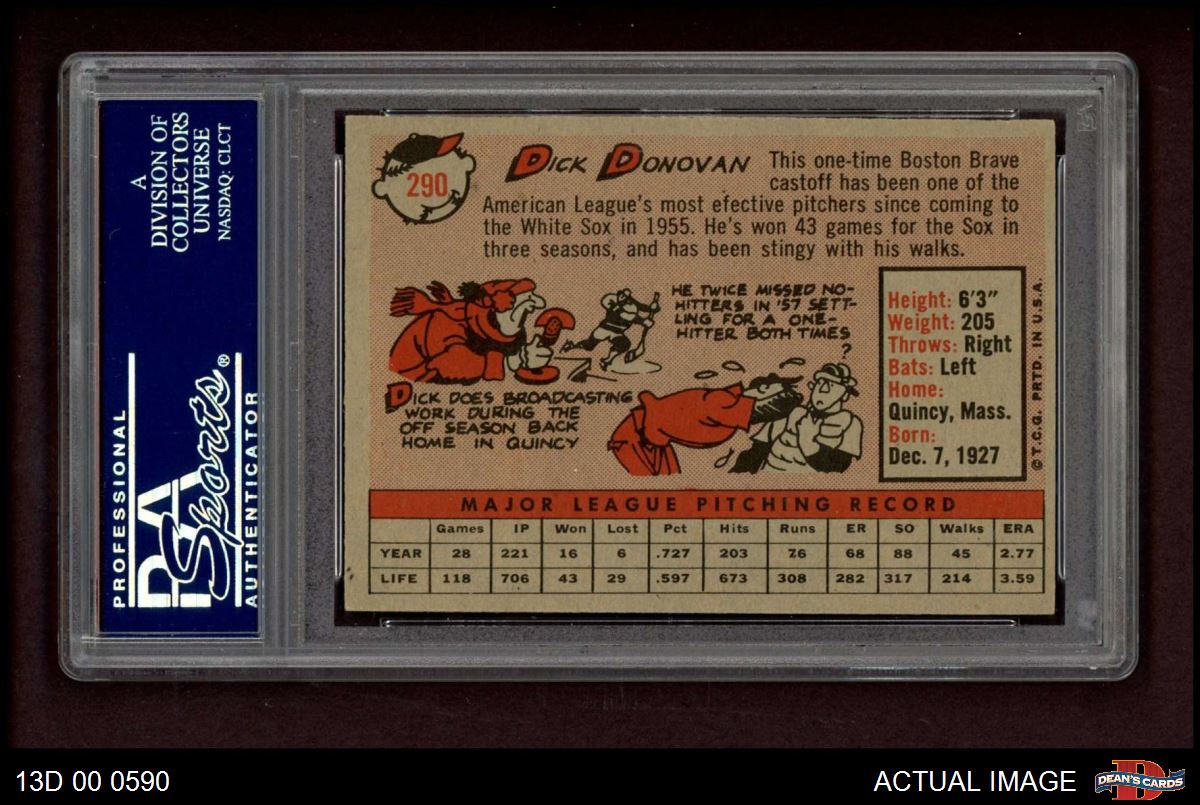 A
DIVISION OF
COLLECTORS
UNIVERSE
NASDAQ: CLCT
PROFESSIONAL
PSA
Sports®
AUTHENTICATOR
290
DICK DONOVAN
This one-time Boston Brave
castoff has been one of the
American League's most efective pitchers since coming to
the White Sox in 1955. He's won 43 games for the Sox in
three seasons, and has been stingy with his walks.
HE TWICE MISSED NO-
HITTERS IN '57 SETT-
LING FOR A ONE-
HITTER BOTH TIMES
?
DICK DOES BROADCASTING
WORK DURING THE
OFF SEASON BACK
HOME IN QUINCY
Height: 6'3"
Weight: 205
Throws: Right
Bats: Left
Home:
Quincy, Mass.
Born:
Dec. 7, 1927
© T.C.G. PRTD. IN U.S.A.
MAJOR LEAGUE PITCHING RECORD
Games IP Won Lost Pct Hits Runs ER SO Walks ERA
YEAR 28 221 16 6 .727 203 76 68 88 45 2.77
LIFE 118 706 43 29 .597 673 308 282 317 214 3.59
13D 00 0590
ACTUAL IMAGE
DEAN'S CARDS